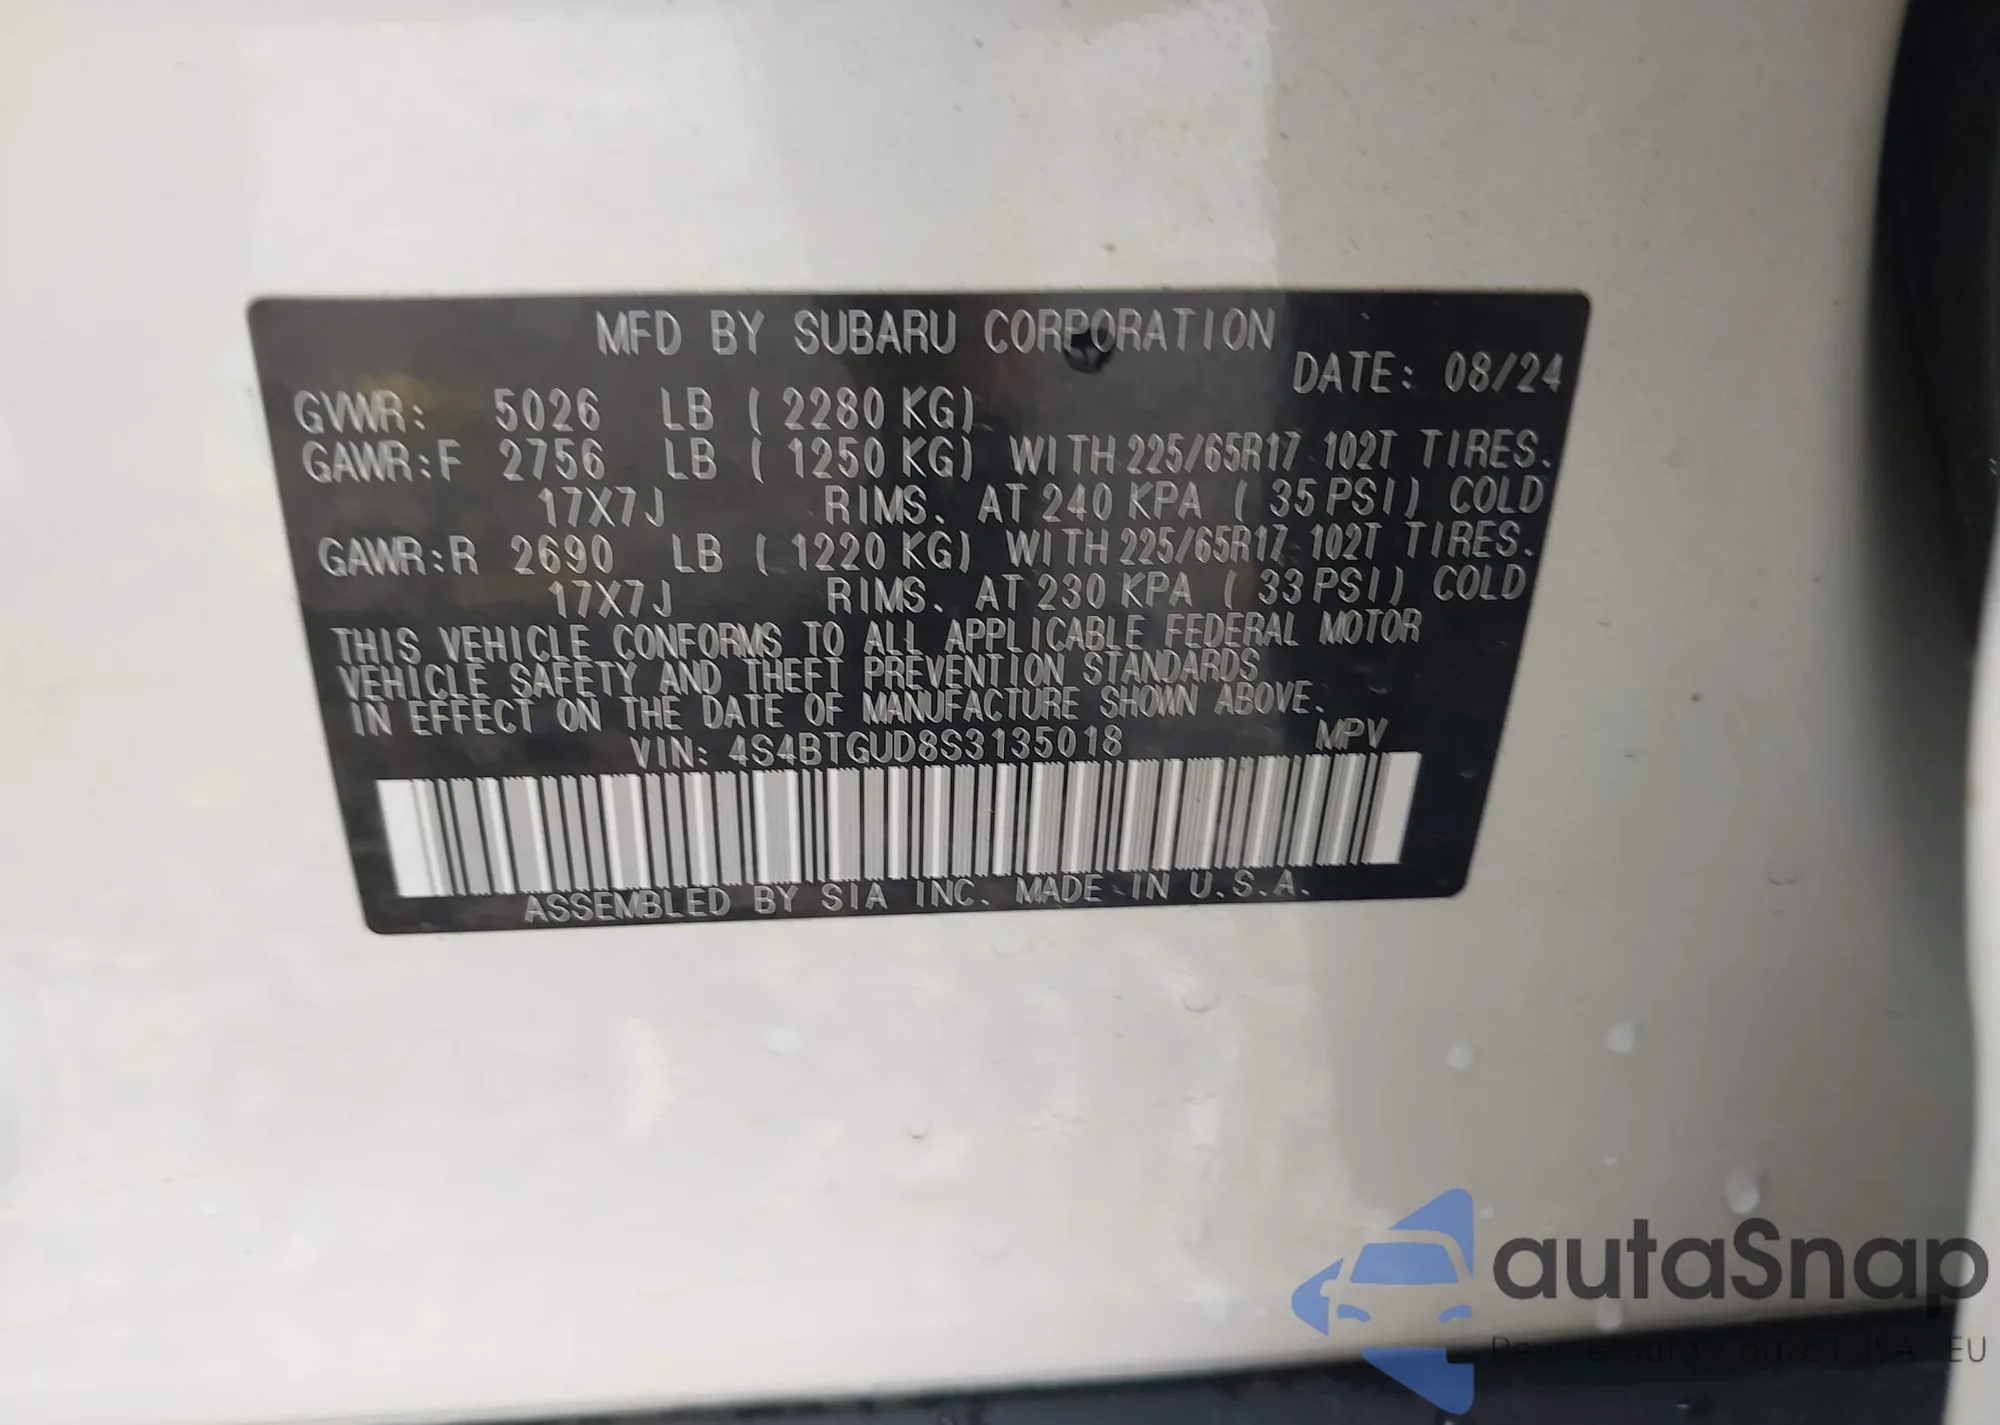 MFD BY SUBARU CORPORATION
DATE: 08/24
GVWR: 5026 LB ( 2280 KG)
GAWR:F 2756 LB ( 1250 KG) WITH 225/65R17 102T TIRES.
17X7J RIMS. AT 240 KPA ( 35 PSI) COLD
GAWR:R 2690 LB ( 1220 KG) WITH 225/65R17 102T TIRES.
17X7J RIMS. AT 230 KPA ( 33 PSI) COLD
THIS VEHICLE CONFORMS TO ALL APPLICABLE FEDERAL MOTOR
VEHICLE SAFETY AND THEFT PREVENTION STANDARDS
IN EFFECT ON THE DATE OF MANUFACTURE SHOWN ABOVE.
VIN: 4S4BTGUD8S3135018 MPV
ASSEMBLED BY SIA INC. MADE IN U.S.A.
autaSnap
USA - EU